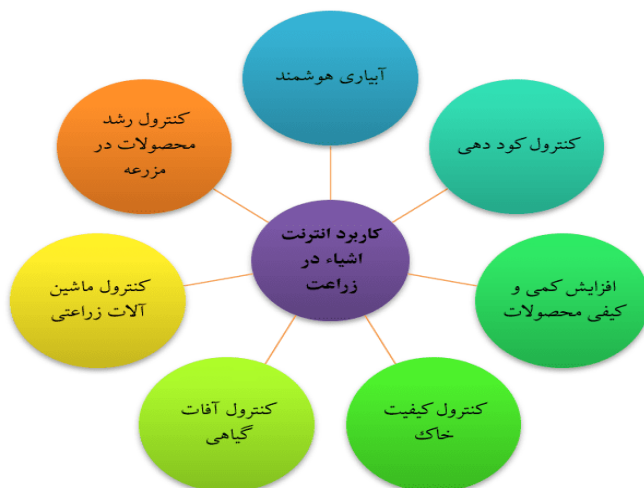 آبیاری هوشمند
کنترول کود دهی
افزایش کمی و
کیفی محصولات
کنترول کیفیت
خاک
کنترول آفات
گیاهی
کنترول ماشین
آلات زراعتی
کنترول رشد
محصولات در
مزرعه
کاربرد انترنت
اشیاء در
زراعت